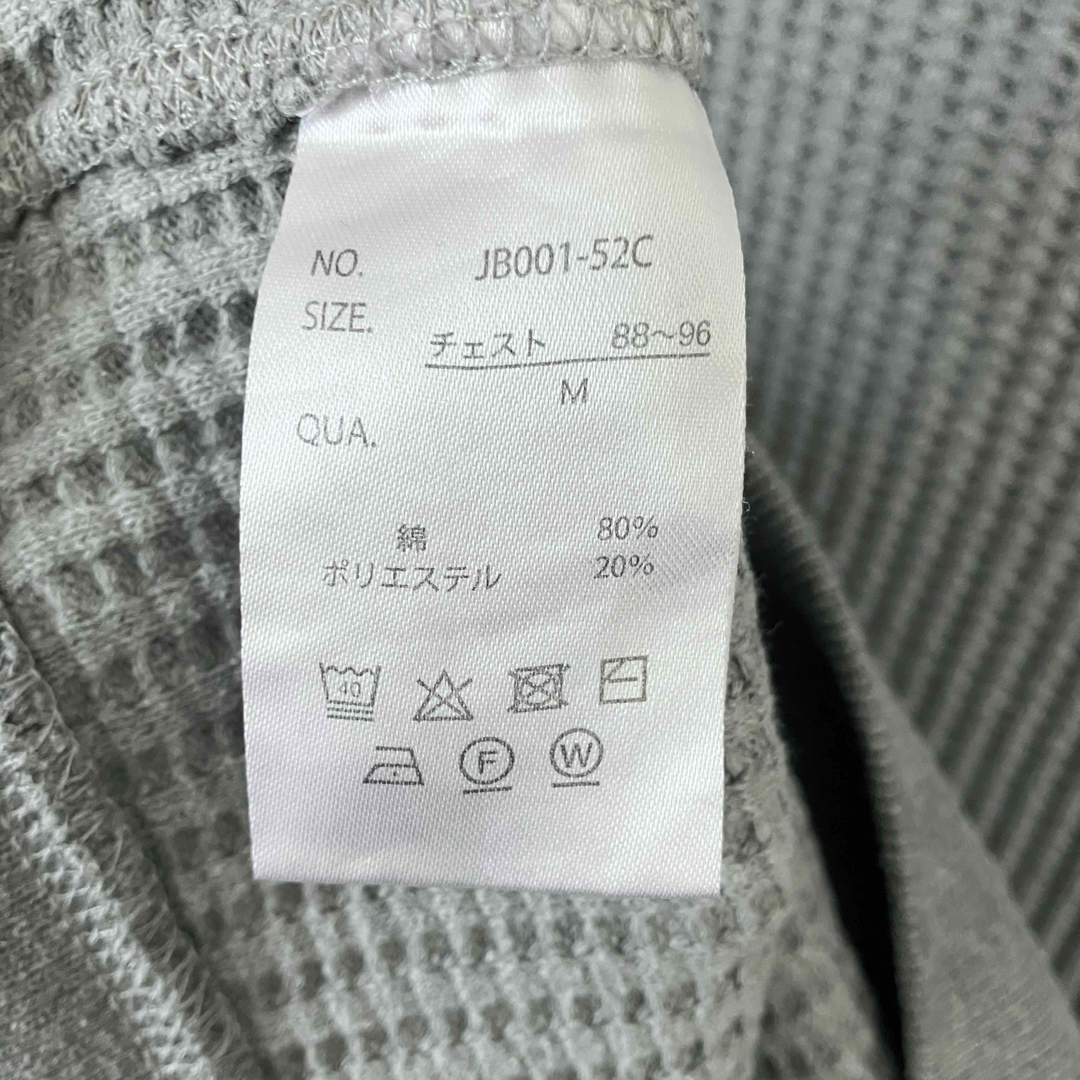 NO. JB001-52C
SIZE.
チェスト 88〜96
M
QUA.
綿 80%
ポリエステル 20%
40
F W